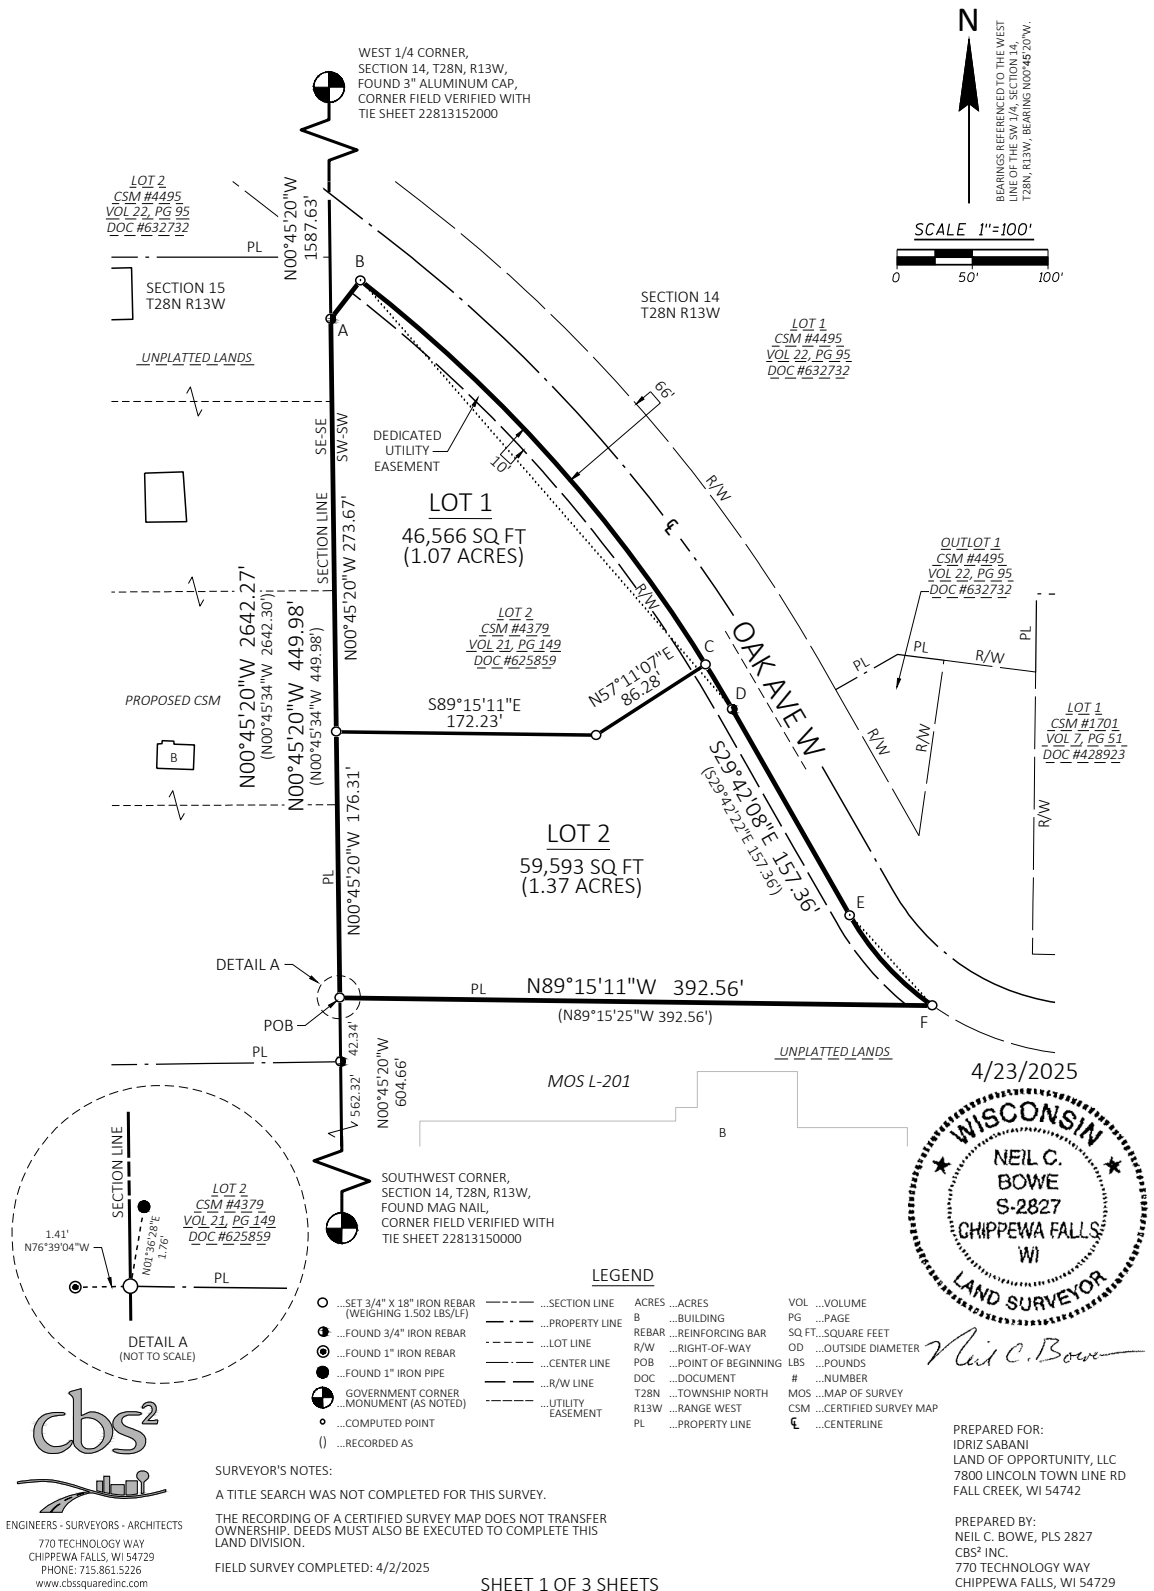 WEST 1/4 CORNER,
SECTION 14, T28N, R13W,
FOUND 3" ALUMINUM CAP,
CORNER FIELD VERIFIED WITH
TIE SHEET 22813152000
N
BEARINGS REFERENCED TO THE WEST
LINE OF THE SW 1/4, SECTION 14,
T28N, R13W, BEARING N00°45'20"W.
SCALE 1"=100'
0 50' 100'
LOT 2
CSM #4495
VOL 22, PG 95
DOC #632732
PL
N00°45'20"W
1587.63'
B
A
SECTION 15
T28N R13W
SECTION 14
T28N R13W
LOT 1
CSM #4495
VOL 22, PG 95
DOC #632732
UNPLATTED LANDS
66'
SE-SE
SW-SW
DEDICATED
UTILITY
EASEMENT
10'
R/W
℄
LOT 1
46,566 SQ FT
(1.07 ACRES)
SECTION LINE
N00°45'20"W 273.67'
OUTLOT 1
CSM #4495
VOL 22, PG 95
DOC #632732
N00°45'20"W 2642.27'
(N00°45'34"W 2642.30')
N00°45'20"W 449.98'
(N00°45'34"W 449.98')
R/W
LOT 2
CSM #4379
VOL 21, PG 149
DOC #625859
OAK AVE W
PL
PL
R/W
PL
C
N57°11'07"E
86.28'
D
PROPOSED CSM
S89°15'11"E
172.23'
LOT 1
CSM #1701
VOL 7, PG 51
DOC #428923
R/W
R/W
R/W
B
S29°42'08"E 157.36'
(S29°42'22"E 157.36')
PL
N00°45'20"W 176.31'
LOT 2
59,593 SQ FT
(1.37 ACRES)
E
DETAIL A
PL
N89°15'11"W 392.56'
(N89°15'25"W 392.56')
POB
F
PL
42.34'
562.32'
N00°45'20"W
604.66'
UNPLATTED LANDS
MOS L-201
B
4/23/2025
WISCONSIN
NEIL C.
BOWE
S-2827
CHIPPEWA FALLS
WI
LAND SURVEYOR
Neil C. Bowe
SECTION LINE
LOT 2
CSM #4379
VOL 21, PG 149
DOC #625859
1.41'
N76°39'04"W
N01°36'28"E
1.76'
PL
DETAIL A
(NOT TO SCALE)
SOUTHWEST CORNER,
SECTION 14, T28N, R13W,
FOUND MAG NAIL,
CORNER FIELD VERIFIED WITH
TIE SHEET 22813150000
LEGEND
...SET 3/4" X 18" IRON REBAR
(WEIGHING 1.502 LBS/LF)
...FOUND 3/4" IRON REBAR
...FOUND 1" IRON REBAR
...FOUND 1" IRON PIPE
GOVERNMENT CORNER
...MONUMENT (AS NOTED)
...COMPUTED POINT
() ...RECORDED AS
...SECTION LINE
...PROPERTY LINE
...LOT LINE
...CENTER LINE
...R/W LINE
...UTILITY
EASEMENT
ACRES ...ACRES
B ...BUILDING
REBAR ...REINFORCING BAR
R/W ...RIGHT-OF-WAY
POB ...POINT OF BEGINNING
DOC ...DOCUMENT
T28N ...TOWNSHIP NORTH
R13W ...RANGE WEST
PL ...PROPERTY LINE
VOL ...VOLUME
PG ...PAGE
SQ FT...SQUARE FEET
OD ...OUTSIDE DIAMETER
LBS ...POUNDS
# ...NUMBER
MOS ...MAP OF SURVEY
CSM ...CERTIFIED SURVEY MAP
℄ ...CENTERLINE
cbs²
ENGINEERS - SURVEYORS - ARCHITECTS
770 TECHNOLOGY WAY
CHIPPEWA FALLS, WI 54729
PHONE: 715.861.5226
www.cbssquaredinc.com
SURVEYOR'S NOTES:
A TITLE SEARCH WAS NOT COMPLETED FOR THIS SURVEY.
THE RECORDING OF A CERTIFIED SURVEY MAP DOES NOT TRANSFER
OWNERSHIP. DEEDS MUST ALSO BE EXECUTED TO COMPLETE THIS
LAND DIVISION.
FIELD SURVEY COMPLETED: 4/2/2025
PREPARED FOR:
IDRIZ SABANI
LAND OF OPPORTUNITY, LLC
7800 LINCOLN TOWN LINE RD
FALL CREEK, WI 54742
PREPARED BY:
NEIL C. BOWE, PLS 2827
CBS² INC.
770 TECHNOLOGY WAY
CHIPPEWA FALLS, WI 54729
SHEET 1 OF 3 SHEETS